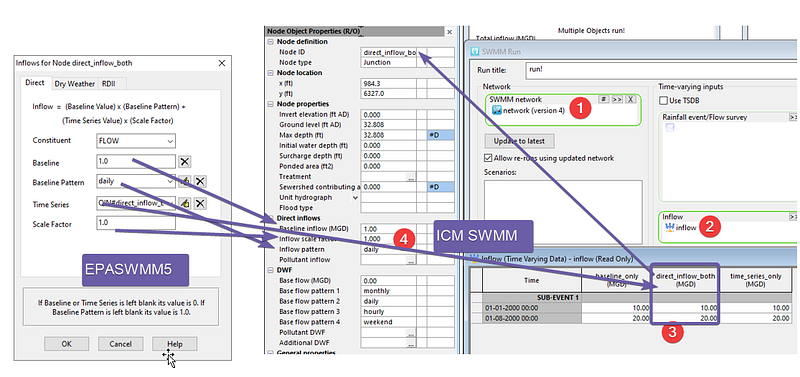 Inflows for Node direct_inflow_both
Direct
Dry Weather
RDII
Inflow = (Baseline Value) x (Baseline Pattern) +
(Time Series Value) x (Scale Factor)
Constituent
FLOW
Baseline
1.0
Baseline Pattern
daily
Time Series
Scale Factor
1.0
EPASWMM5
If Baseline or Time Series is left blank its value is 0. If
Baseline Pattern is left blank its value is 1.0.
OK
Cancel
Help
Node Object Properties (R/O)
Node definition
Node ID
direct_inflow_bo
Node type
Junction
Node location
x (ft)
984.3
y (ft)
6327.0
Node properties
Invert elevation (ft AD)
0.000
Ground level (ft AD)
32.808
Max depth (ft)
32.808
#D
Initial water depth (ft)
0.000
Surcharge depth (ft)
0.000
Ponded area (ft2)
0.000
Treatment
...
Sewershed contributing a
0.000
#D
Unit hydrograph
Flood type
Direct inflows
Baseline inflow (MGD)
1.00
Inflow scale factor
1.000
Inflow pattern
daily
Pollutant inflow
...
4
DWF
Base flow (MGD)
0.00
Base flow pattern 1
monthly
Base flow pattern 2
daily
Base flow pattern 3
hourly
Base flow pattern 4
weekend
Pollutant DWF
...
Additional DWF
...
General properties
ICM SWMM
Total inflow (MGD)
Multiple Objects run!
SWMM Run
Run title:
run!
Network
SWMM network
#
>>
X
network (version 4)
1
Update to latest
Allow re-runs using updated network
Scenarios:
Time-varying inputs
Use TSDB
Rainfall event/Flow survey
>>
Inflow
>>
inflow
2
Inflow (Time Varying Data) - inflow (Read Only)
Time
baseline_only
(MGD)
direct_inflow_both
(MGD)
time_series_only
(MGD)
SUB-EVENT 1
01-01-2000 00:00
10.00
10.00
10.00
01-08-2000 00:00
20.00
20.00
20.00
3